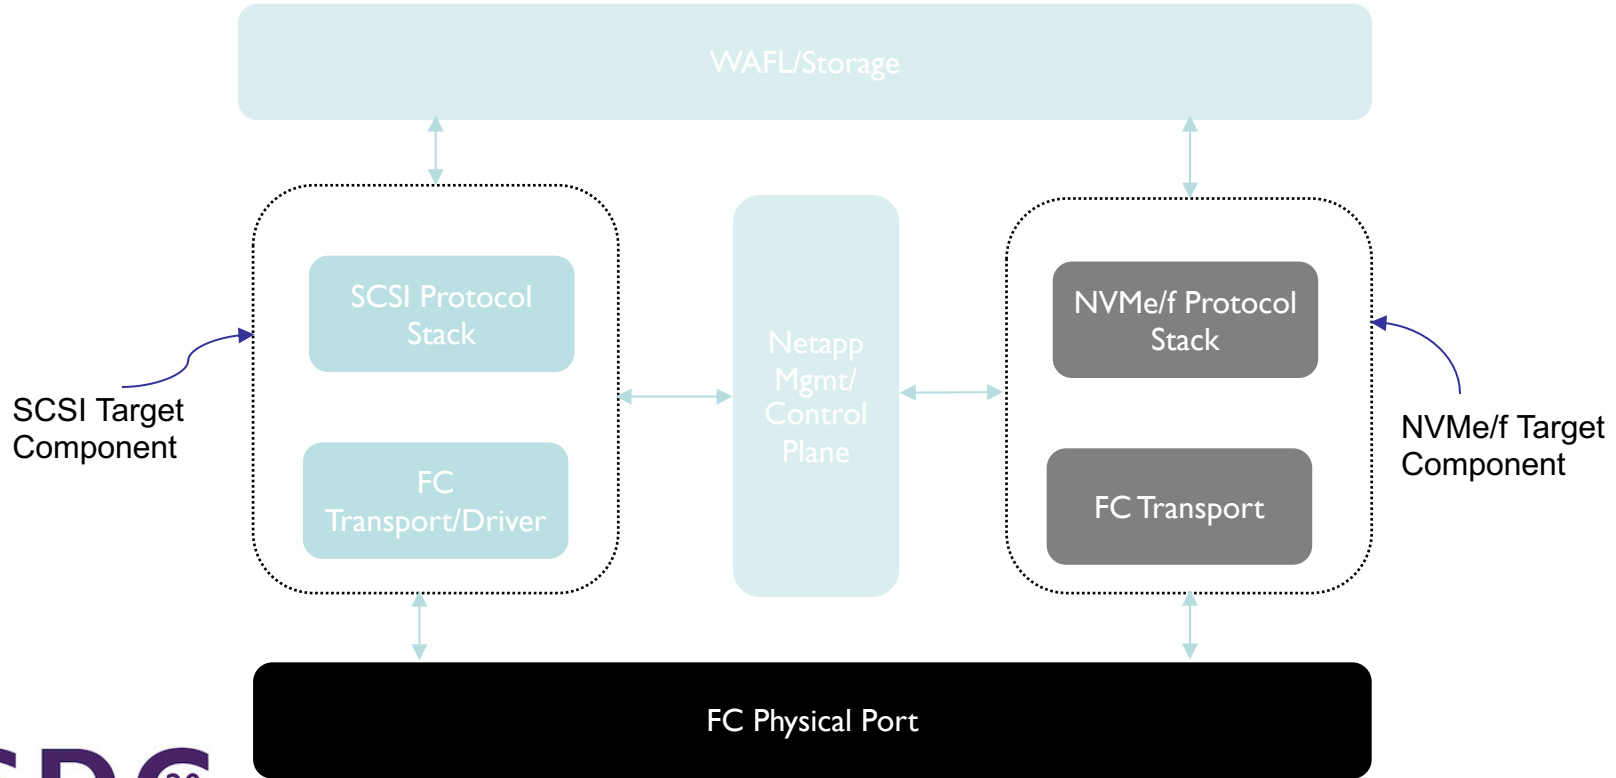 WAFL/Storage
SCSI Protocol
Stack
FC
Transport/Driver
SCSI Target
Component
Netapp
Mgmt/
Control
Plane
NVMe/f Protocol
Stack
FC Transport
NVMe/f Target
Component
FC Physical Port